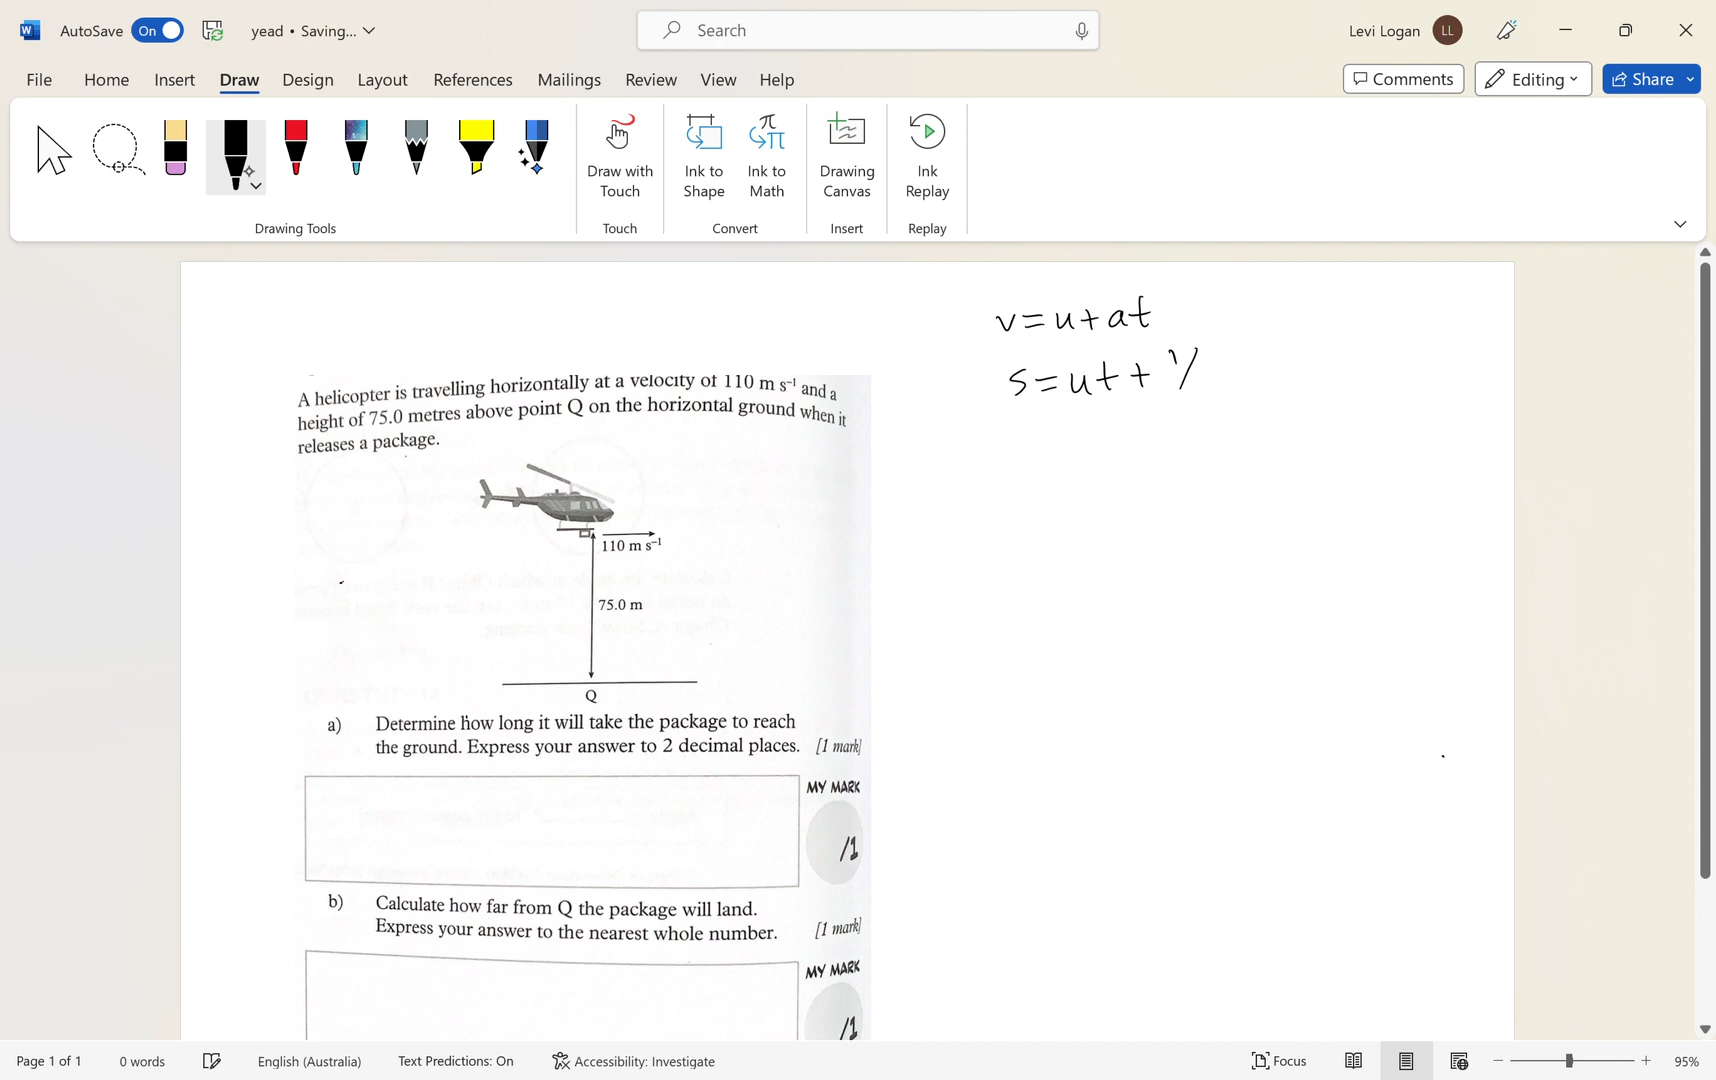 AutoSave On yead • Saving... Search Levi Logan LL
File Home Insert Draw Design Layout References Mailings Review View Help Comments Editing Share
Draw with Touch
Ink to Shape
Ink to Math
Drawing Canvas
Ink Replay
Drawing Tools Touch Convert Insert Replay
v=u+at
s=ut+ 1/
A helicopter is travelling horizontally at a velocity of 110 m s⁻¹ and a
height of 75.0 metres above point Q on the horizontal ground when it
releases a package.
110 m s⁻¹
75.0 m
Q
a) Determine how long it will take the package to reach
the ground. Express your answer to 2 decimal places. [1 mark]
MY MARK
/1
b) Calculate how far from Q the package will land.
Express your answer to the nearest whole number. [1 mark]
MY MARK
/1
Page 1 of 1 0 words English (Australia) Text Predictions: On Accessibility: Investigate Focus 95%